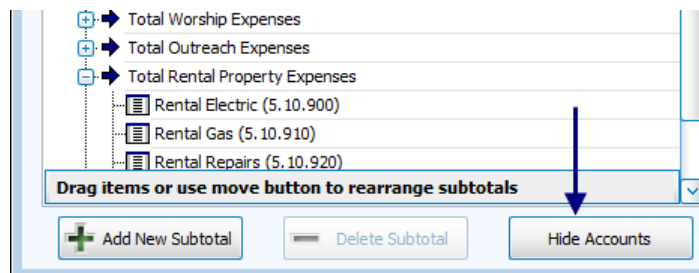 Total Worship Expenses
Total Outreach Expenses
Total Rental Property Expenses
Rental Electric (5.10.900)
Rental Gas (5.10.910)
Rental Repairs (5.10.920)
Drag items or use move button to rearrange subtotals
Add New Subtotal Delete Subtotal Hide Accounts